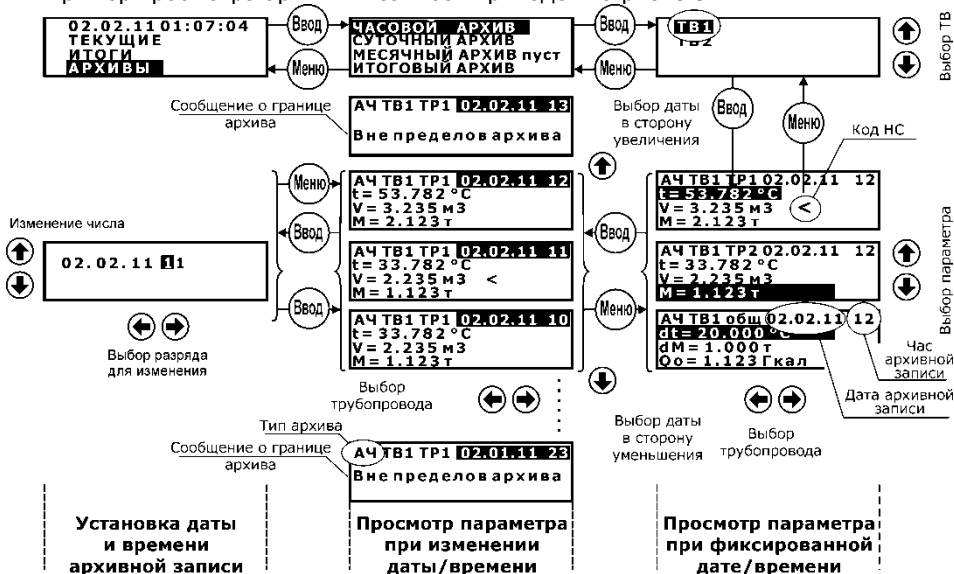 02.02.11 01:07:04
ТЕКУЩИЕ
ИТОГИ
АРХИВЫ
Ввод
Меню
ЧАСОВОЙ АРХИВ
СУТОЧНЫЙ АРХИВ
МЕСЯЧНЫЙ АРХИВ пуст
ИТОГОВЫЙ АРХИВ
Ввод
Меню
ТВ1
ТВ2
Выбор ТВ
Сообщение о границе
архива
АЧ ТВ1 ТР1 02.02.11 13
Вне пределов архива
Выбор даты
в сторону
увеличения
Ввод
Меню
Код НС
Изменение числа
02.02.11 11
Выбор разряда
для изменения
Меню
Ввод
Ввод
АЧ ТВ1 ТР1 02.02.11 12
t= 53.782 °С
V= 3.235 м3
М= 2.123 т
АЧ ТВ1 ТР1 02.02.11 11
t= 33.782 °С
V= 2.235 м3 <
М= 1.123 т
АЧ ТВ1 ТР1 02.02.11 10
t= 33.782 °С
V= 2.235 м3
М= 1.123 т
Выбор
трубопровода
Ввод
Меню
АЧ ТВ1 ТР1 02.02.11 12
t= 53.782 °С
V= 3.235 м3 <
М= 2.123 т
АЧ ТВ1 ТР2 02.02.11 12
t= 33.782 °С
V= 2.235 м3
М= 1.123 т
АЧ ТВ1 общ 02.02.11 12
dt= 20.000 °С
dM= 1.000 т
Qо= 1.123 Гкал
Выбор параметра
Час
архивной
записи
Дата архивной
записи
Тип архива
Сообщение о границе
архива
АЧ ТВ1 ТР1 02.01.11 23
Вне пределов архива
Выбор даты
в сторону
уменьшения
Выбор
трубопровода
Установка даты
и времени
архивной записи
Просмотр параметра
при изменении
даты/времени
Просмотр параметра
при фиксированной
дате/времени